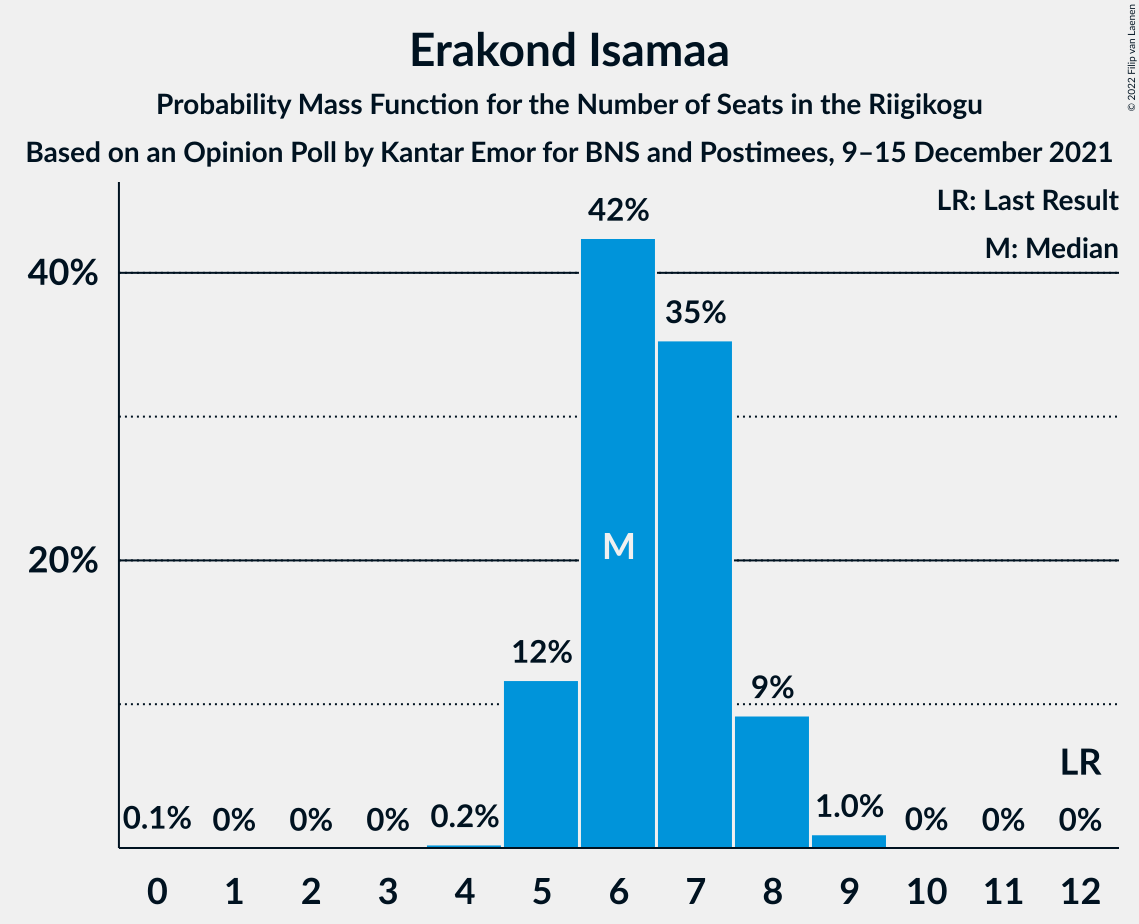 Erakond Isamaa
Probability Mass Function for the Number of Seats in the Riigikogu
Based on an Opinion Poll by Kantar Emor for BNS and Postimees, 9–15 December 2021
© 2022 Filip van Laenen
LR: Last Result
M: Median
40%
20%
0.1%
0%
0%
0%
0.2%
12%
42%
M
35%
9%
1.0%
0%
0%
LR
0%
0 1 2 3 4 5 6 7 8 9 10 11 12